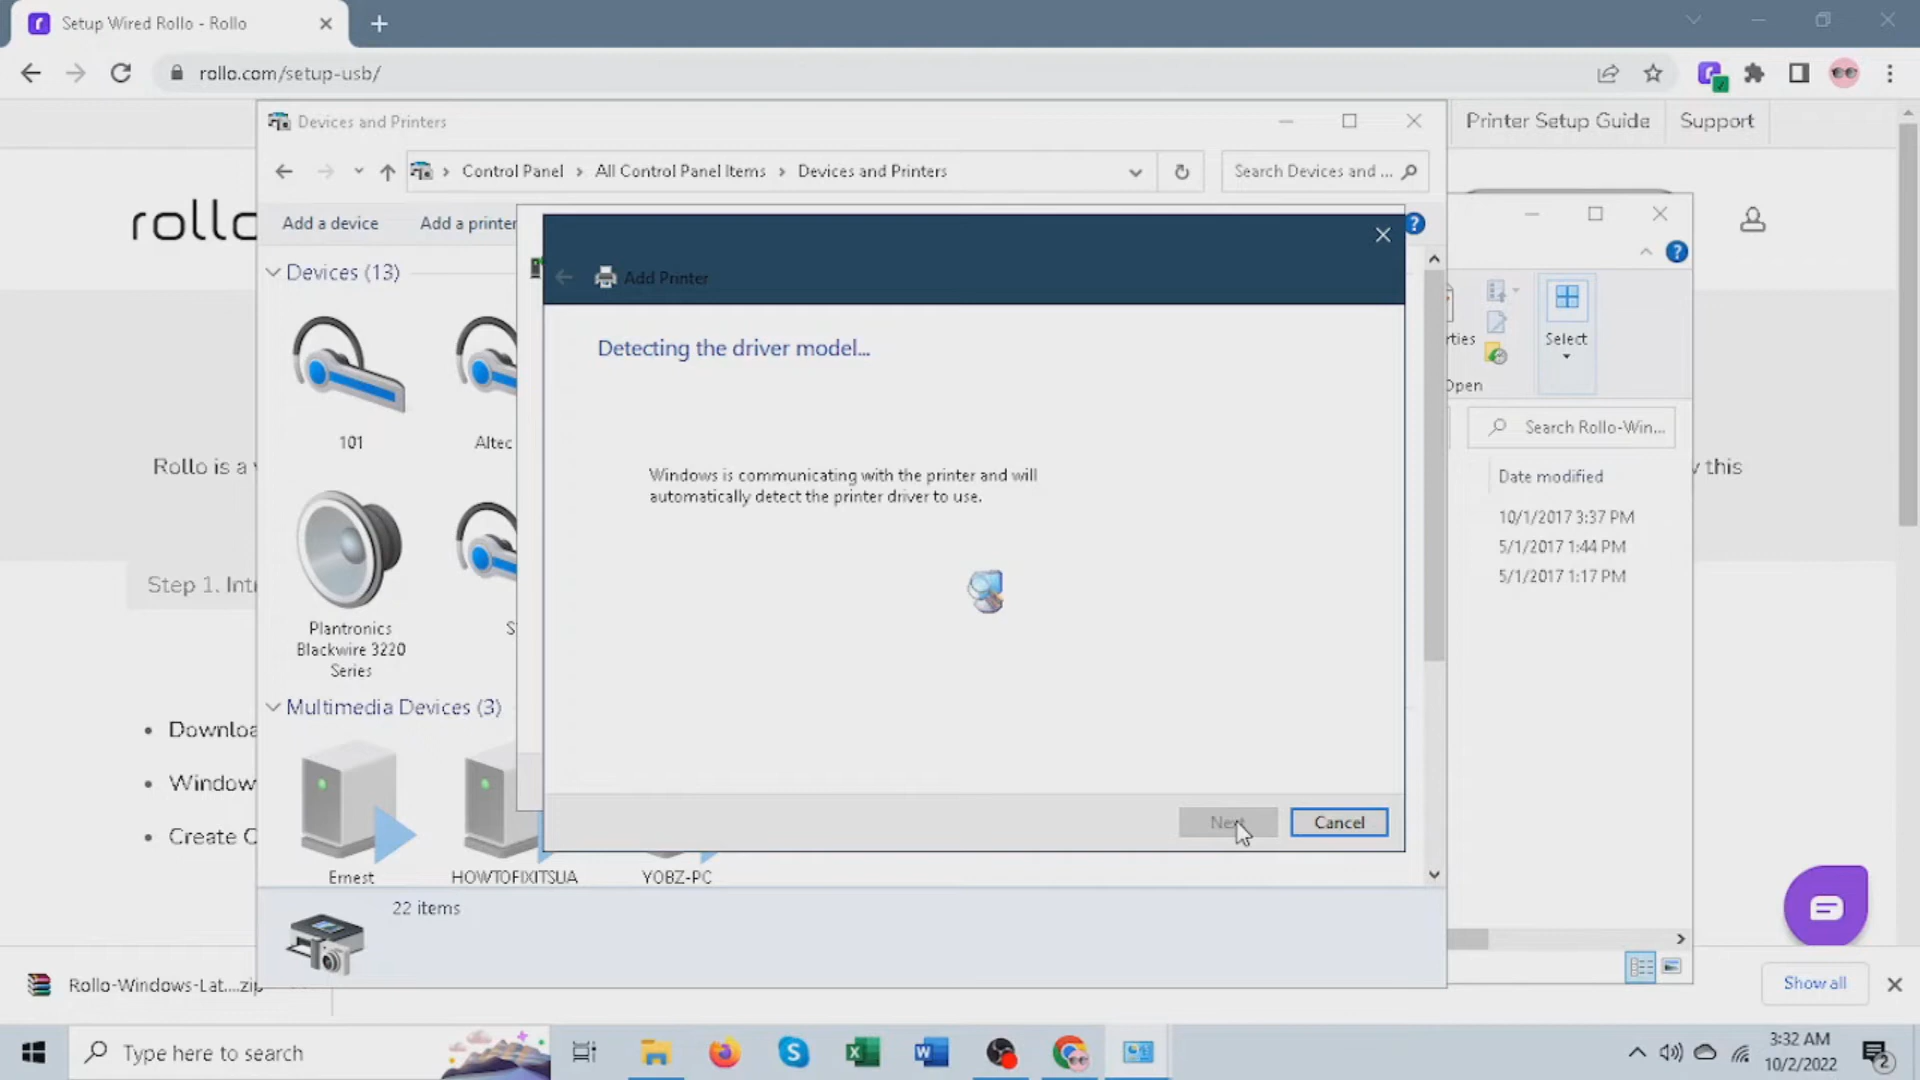 Setup Wired Rollo - Rollo
rollo.com/setup-usb/
Devices and Printers
Printer Setup Guide
Support
Control Panel
All Control Panel Items
Devices and Printers
Search Devices and ...
rollo
Add a device
Add a printer
Add Printer
Devices (13)
Detecting the driver model...
Select
Open
101
Altec
Search Rollo-Win...
Rollo is a
this
Windows is communicating with the printer and will
automatically detect the printer driver to use.
Date modified
10/1/2017 3:37 PM
5/1/2017 1:44 PM
5/1/2017 1:17 PM
Step 1.
Plantronics
Blackwire 3220
Series
Multimedia Devices (3)
Next
Cancel
Ernest
HOWTOFIXITSUA
YOBZ-PC
22 items
Rollo-Windows-Lat....zip
Show all
Type here to search
3:32 AM
10/2/2022
2